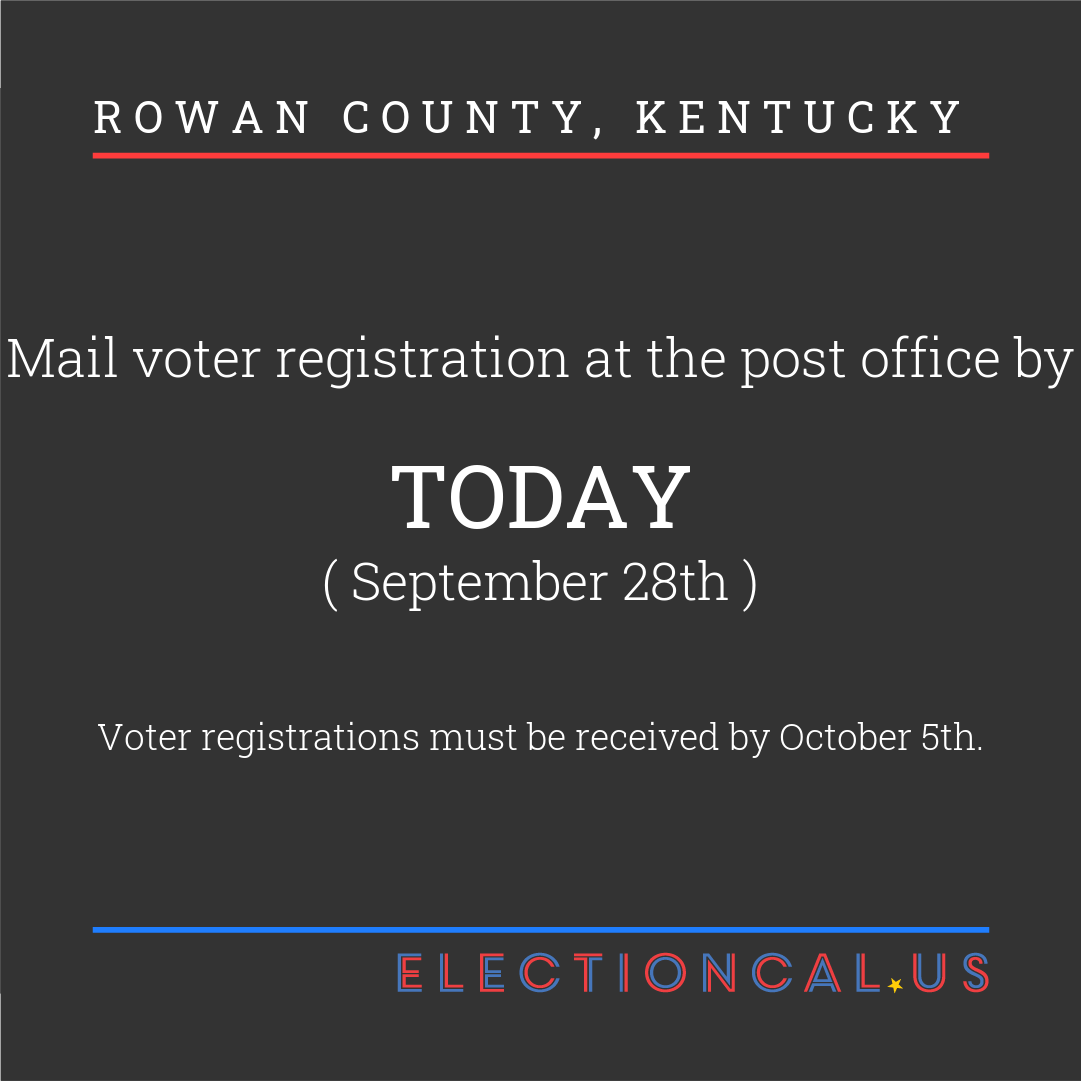 ROWAN COUNTY, KENTUCKY
Mail voter registration at the post office by
TODAY
( September 28th )
Voter registrations must be received by October 5th.
ELECTIONCAL.US